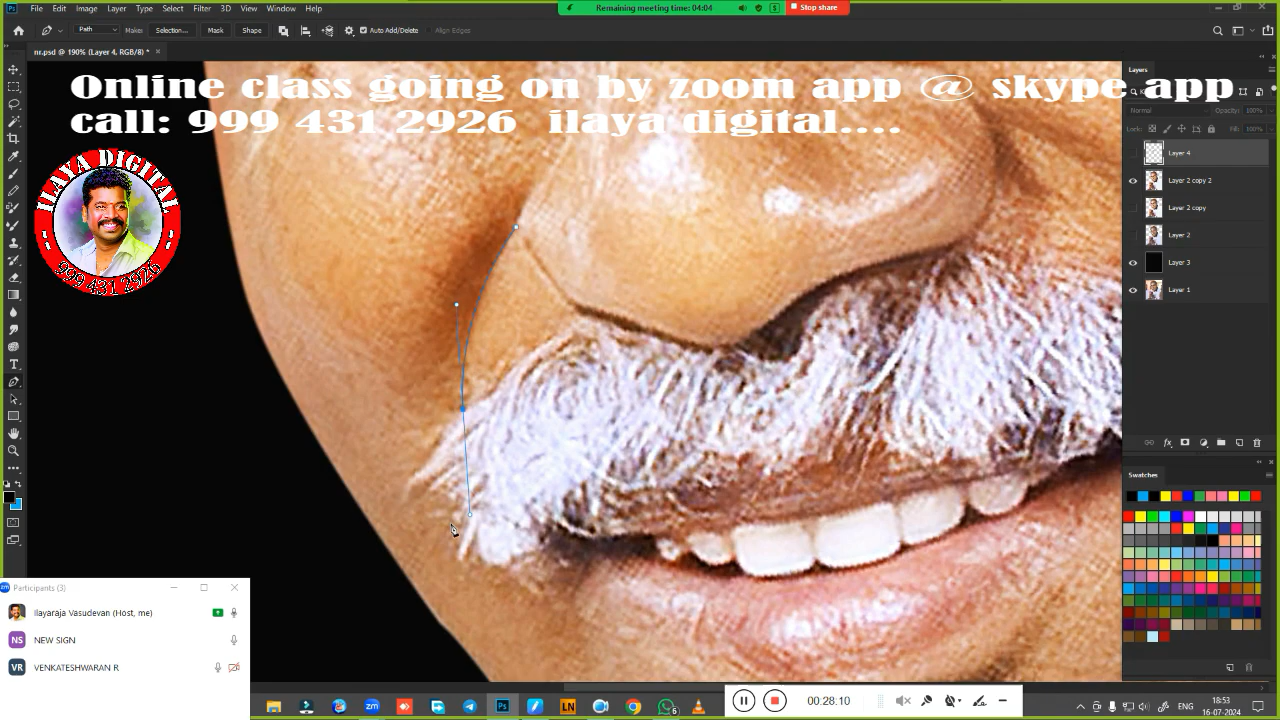 Remaining meeting time: 04:04
Stop share
File Edit Image Layer Type Select Filter 3D View Window Help
Path Make: Selection... Mask Shape Auto Add/Delete Align Edges
nr.psd @ 190% (Layer 4, RGB/8) *
Online class going on by zoom app @ skype app
call: 999 431 2926 ilaya digital....
ILAYA DIGITAL
999 431 2926
Layers
Normal Opacity: 100%
Lock: Fill: 100%
Layer 4
Layer 2 copy 2
Layer 2 copy
Layer 2
Layer 3
Layer 1
Swatches
Participants (3)
Ilayaraja Vasudevan (Host, me)
NS NEW SIGN
VR VENKATESHWARAN R
00:28:10
ENG
18:53
16-07-2024